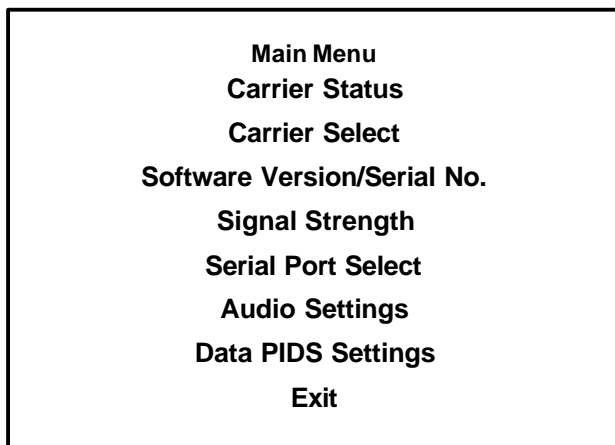 Main Menu
Carrier Status
Carrier Select
Software Version/Serial No.
Signal Strength
Serial Port Select
Audio Settings
Data PIDS Settings
Exit